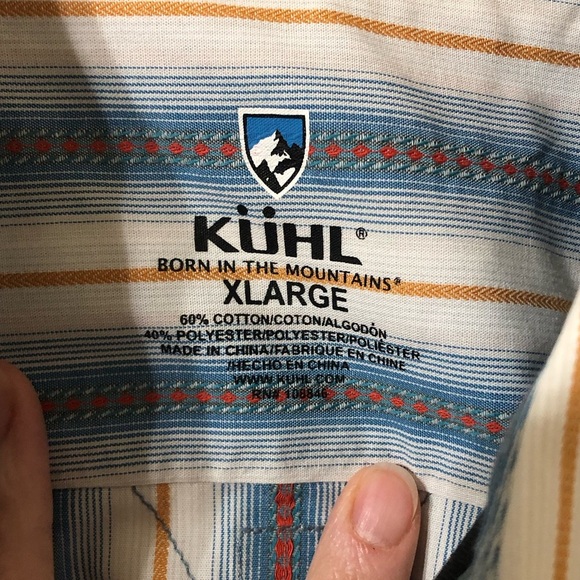 KÜHL®
BORN IN THE MOUNTAINS®
XLARGE
60% COTTON/COTON/ALGODÓN
40% POLYESTER/POLYESTER/POLIÉSTER
MADE IN CHINA/FABRIQUÉ EN CHINE
/HECHO EN CHINA
WWW.KUHL.COM
RN# 108846